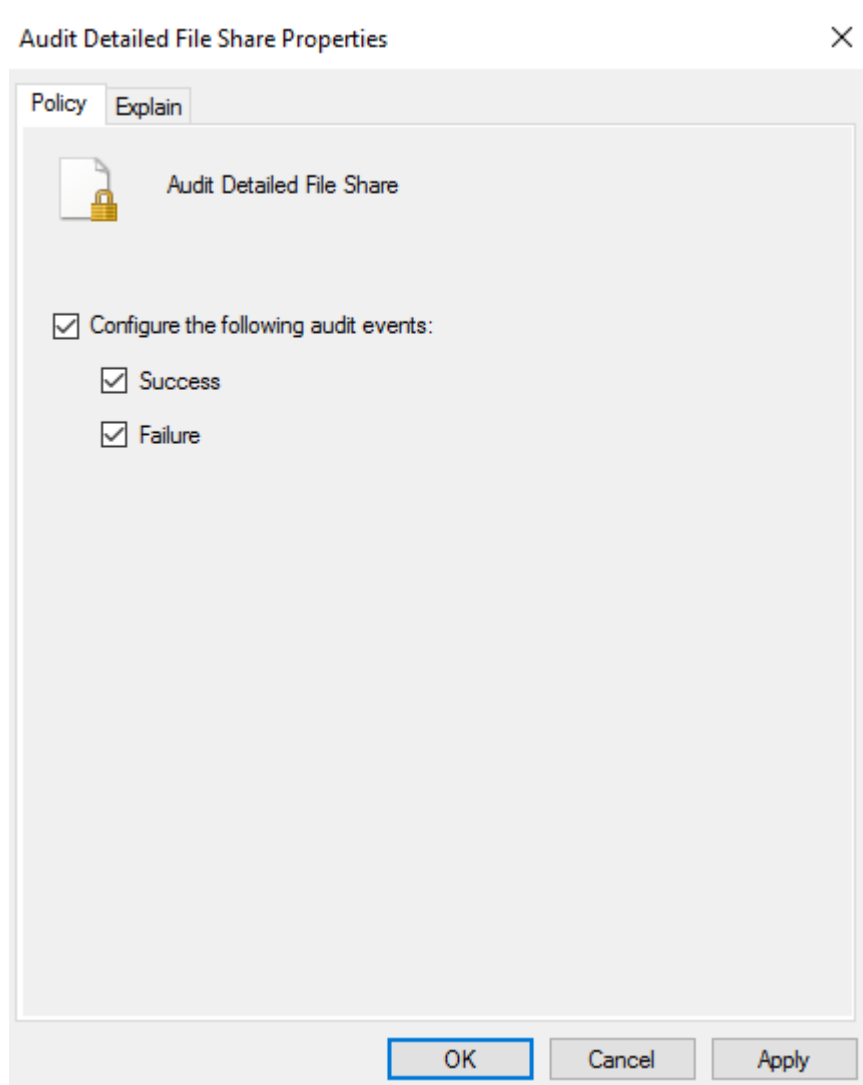 Audit Detailed File Share Properties
Policy
Explain
Audit Detailed File Share
Configure the following audit events:
Success
Failure
OK
Cancel
Apply